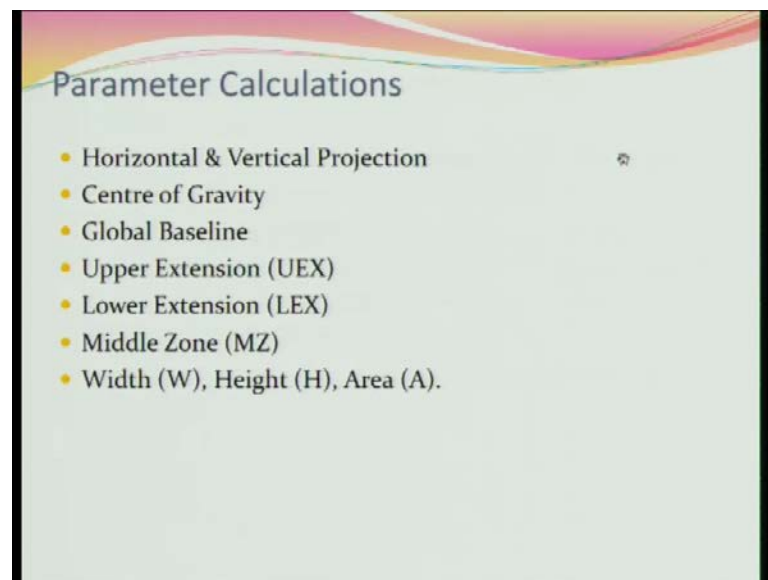 Parameter Calculations
• Horizontal & Vertical Projection
• Centre of Gravity
• Global Baseline
• Upper Extension (UEX)
• Lower Extension (LEX)
• Middle Zone (MZ)
• Width (W), Height (H), Area (A).